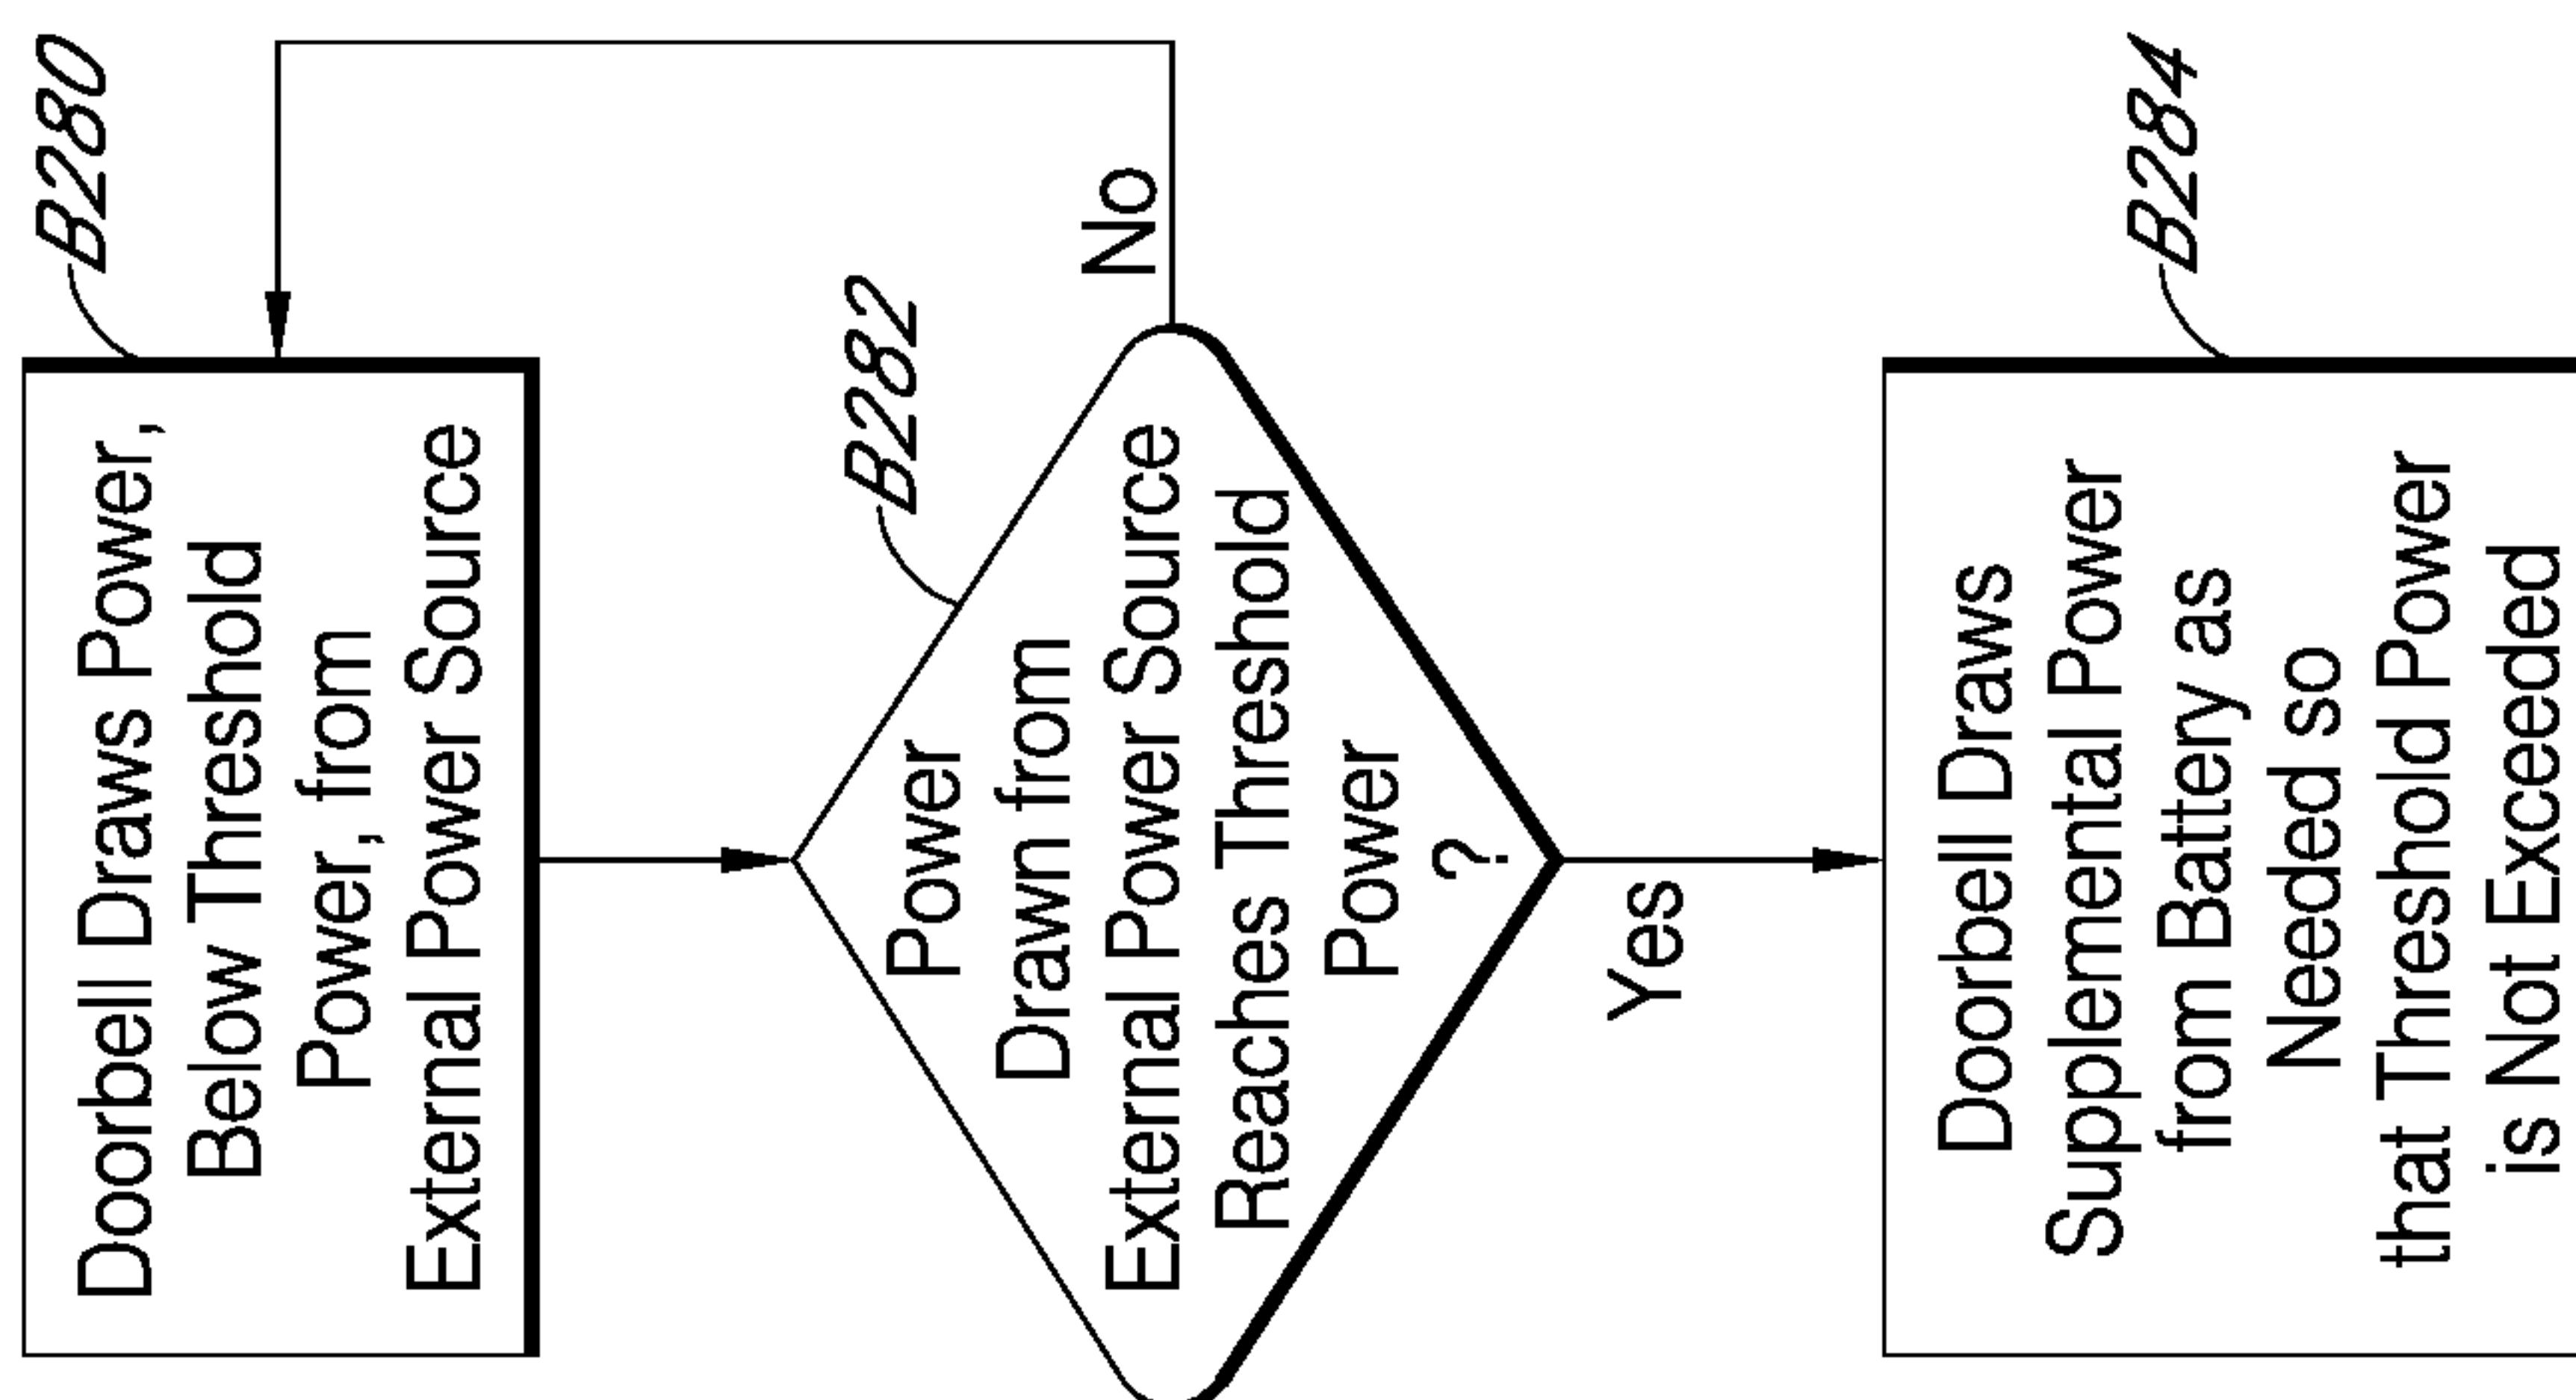 B280
Doorbell Draws Power,
Below Threshold
Power, from
External Power Source
B282
Power
Drawn from
External Power Source
Reaches Threshold
Power
?
No
Yes
B284
Doorbell Draws
Supplemental Power
from Battery as
Needed so
that Threshold Power
is Not Exceeded